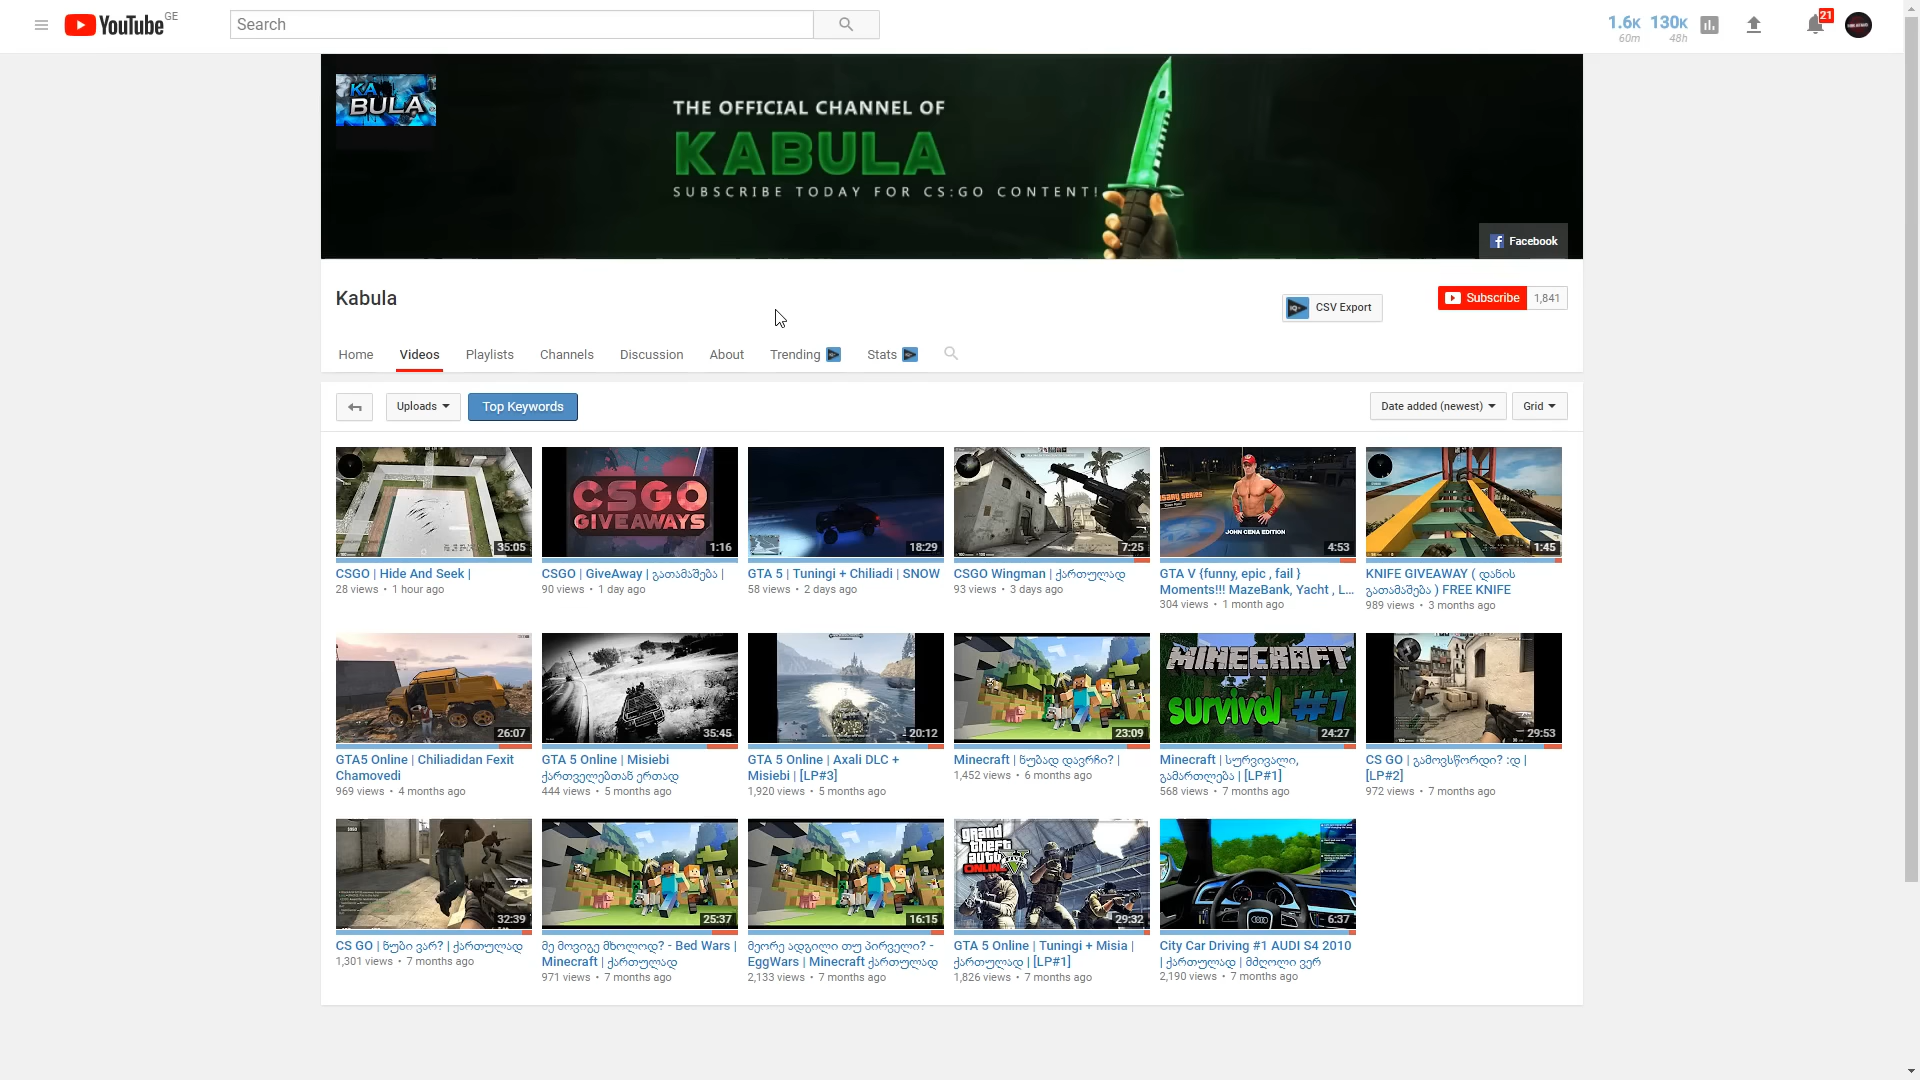 YouTube GE
Search
1.6K 130K 21
60m 48h
KA
BULA
THE OFFICIAL CHANNEL OF
KABULA
SUBSCRIBE TODAY FOR CS:GO CONTENT!
Facebook
Kabula
CSV Export
Subscribe 1,841
Home Videos Playlists Channels Discussion About Trending Stats
Uploads Top Keywords Date added (newest) Grid
CSGO
GIVEAWAYS
JOHN CENA EDITION
35:05 1:16 18:29 7:25 4:53 1:45
CSGO | Hide And Seek |
28 views • 1 hour ago
CSGO | GiveAway | გათამაშება |
90 views • 1 day ago
GTA 5 | Tuningi + Chiliadi | SNOW
58 views • 2 days ago
CSGO Wingman | ქართულად
93 views • 3 days ago
GTA V {funny, epic , fail }
Moments!!! MazeBank, Yacht , L...
304 views • 1 month ago
KNIFE GIVEAWAY ( დანის
გათამაშება ) FREE KNIFE
989 views • 3 months ago
MINECRAFT
survival #1
26:07 35:45 20:12 23:09 24:27 29:53
GTA5 Online | Chiliadidan Fexit
Chamovedi
969 views • 4 months ago
GTA 5 Online | Misiebi
ქართველებთან ერთად
444 views • 5 months ago
GTA 5 Online | Axali DLC +
Misiebi | [LP#3]
1,920 views • 5 months ago
Minecraft | ნუბად დავრჩი? |
1,452 views • 6 months ago
Minecraft | სურვივალი,
გამართლება | [LP#1]
568 views • 7 months ago
CS GO | გამოვსწორდი? :დ |
[LP#2]
972 views • 7 months ago
grand
theft
auto V
ONLINE
32:39 25:37 16:15 29:32 6:37
CS GO | ნუბი ვარ? | ქართულად
1,301 views • 7 months ago
მე მოვიგე მხოლოდ? - Bed Wars |
Minecraft | ქართულად
971 views • 7 months ago
მეორე ადგილი თუ პირველი? -
EggWars | Minecraft ქართულად
2,133 views • 7 months ago
GTA 5 Online | Tuningi + Misia |
ქართულად | [LP#1]
1,826 views • 7 months ago
City Car Driving #1 AUDI S4 2010
| ქართულად | მძღოლი ვერ
2,190 views • 7 months ago